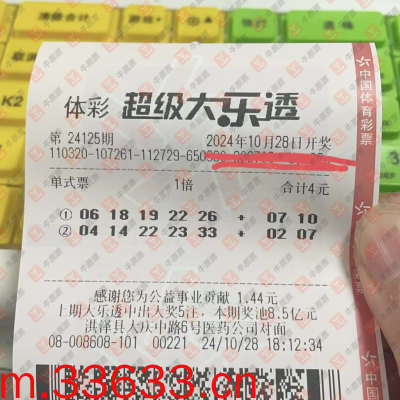 体彩 超级大乐透
第 24125期 2024年10月28日开奖
110320-107261-112729-650
单式票 1倍 合计4元
① 06 18 19 22 26 + 07 10
② 04 14 22 23 33 + 02 07
感谢您为公益事业贡献 1.44元
上期大乐透中出大奖5注，本期奖池8.5亿元
洪泽县大庆中路5号医药公司对面
08-008608-101 00221 24/10/28 18:12:34
m.33633.cn
中国体育彩票
K2